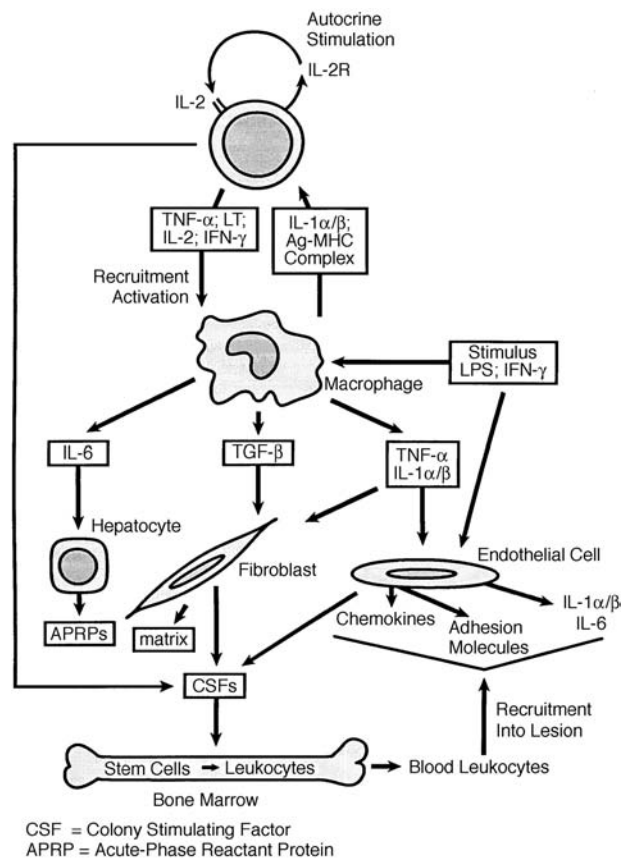 Autocrine
Stimulation
IL-2R
IL-2
TNF-α; LT;
IL-2; IFN-γ
IL-1α/β;
Ag-MHC
Complex
Recruitment
Activation
Macrophage
Stimulus
LPS; IFN-γ
IL-6
TGF-β
TNF-α
IL-1α/β
Hepatocyte
Fibroblast
Endothelial Cell
APRPs
matrix
Chemokines
Adhesion
Molecules
IL-1α/β
IL-6
CSFs
Recruitment
Into Lesion
Stem Cells
Leukocytes
Blood Leukocytes
Bone Marrow
CSF = Colony Stimulating Factor
APRP = Acute-Phase Reactant Protein